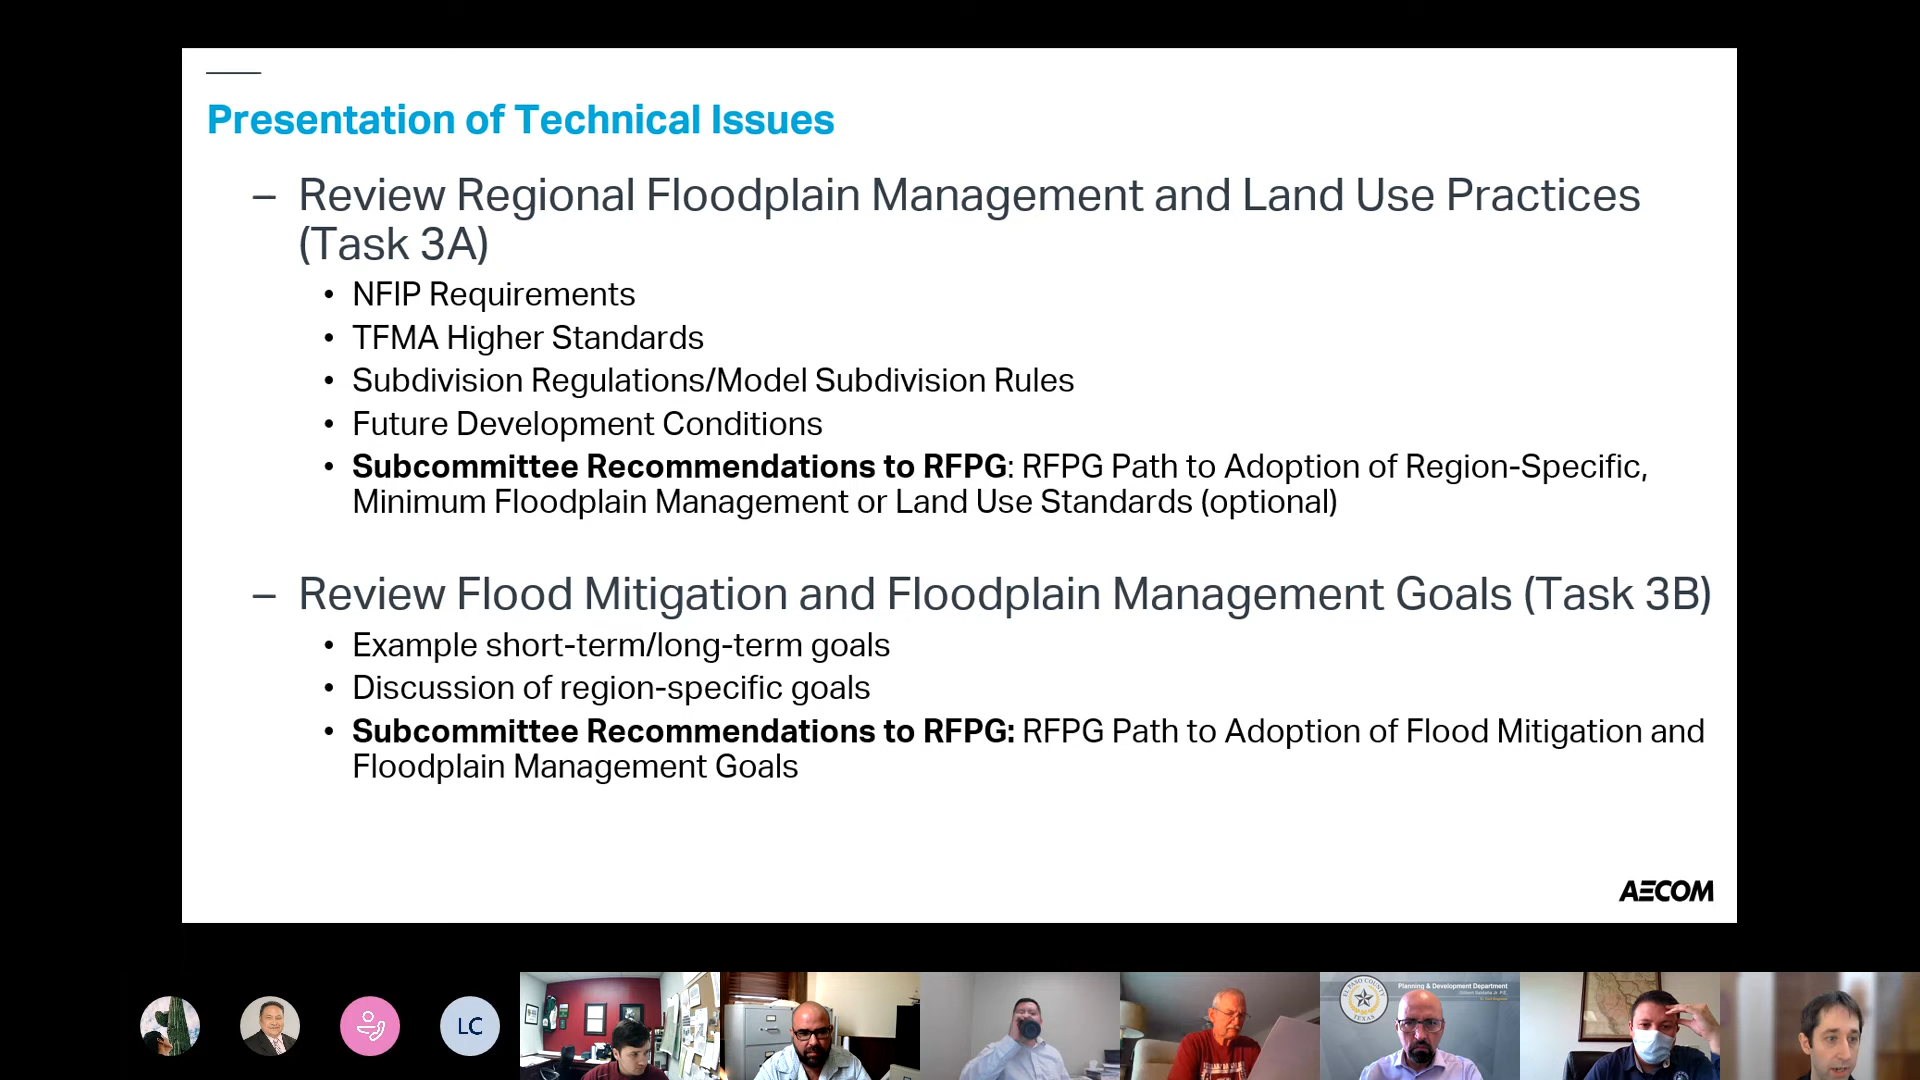 Presentation of Technical Issues
– Review Regional Floodplain Management and Land Use Practices
(Task 3A)
• NFIP Requirements
• TFMA Higher Standards
• Subdivision Regulations/Model Subdivision Rules
• Future Development Conditions
• Subcommittee Recommendations to RFPG: RFPG Path to Adoption of Region-Specific,
Minimum Floodplain Management or Land Use Standards (optional)
– Review Flood Mitigation and Floodplain Management Goals (Task 3B)
• Example short-term/long-term goals
• Discussion of region-specific goals
• Subcommittee Recommendations to RFPG: RFPG Path to Adoption of Flood Mitigation and
Floodplain Management Goals
AECOM
LC
EL PASO COUNTY
TEXAS
Planning & Development Department